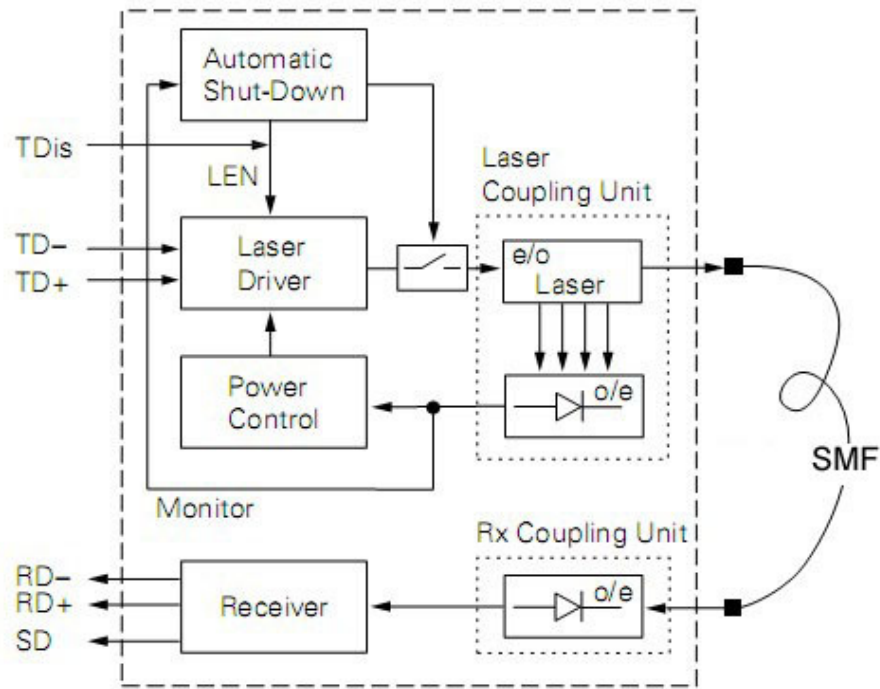 Automatic
Shut-Down
TDis
LEN
Laser
Coupling Unit
TD−
TD+
Laser
Driver
e/o
Laser
Power
Control
o/e
SMF
Monitor
Rx Coupling Unit
RD−
RD+
SD
Receiver
o/e